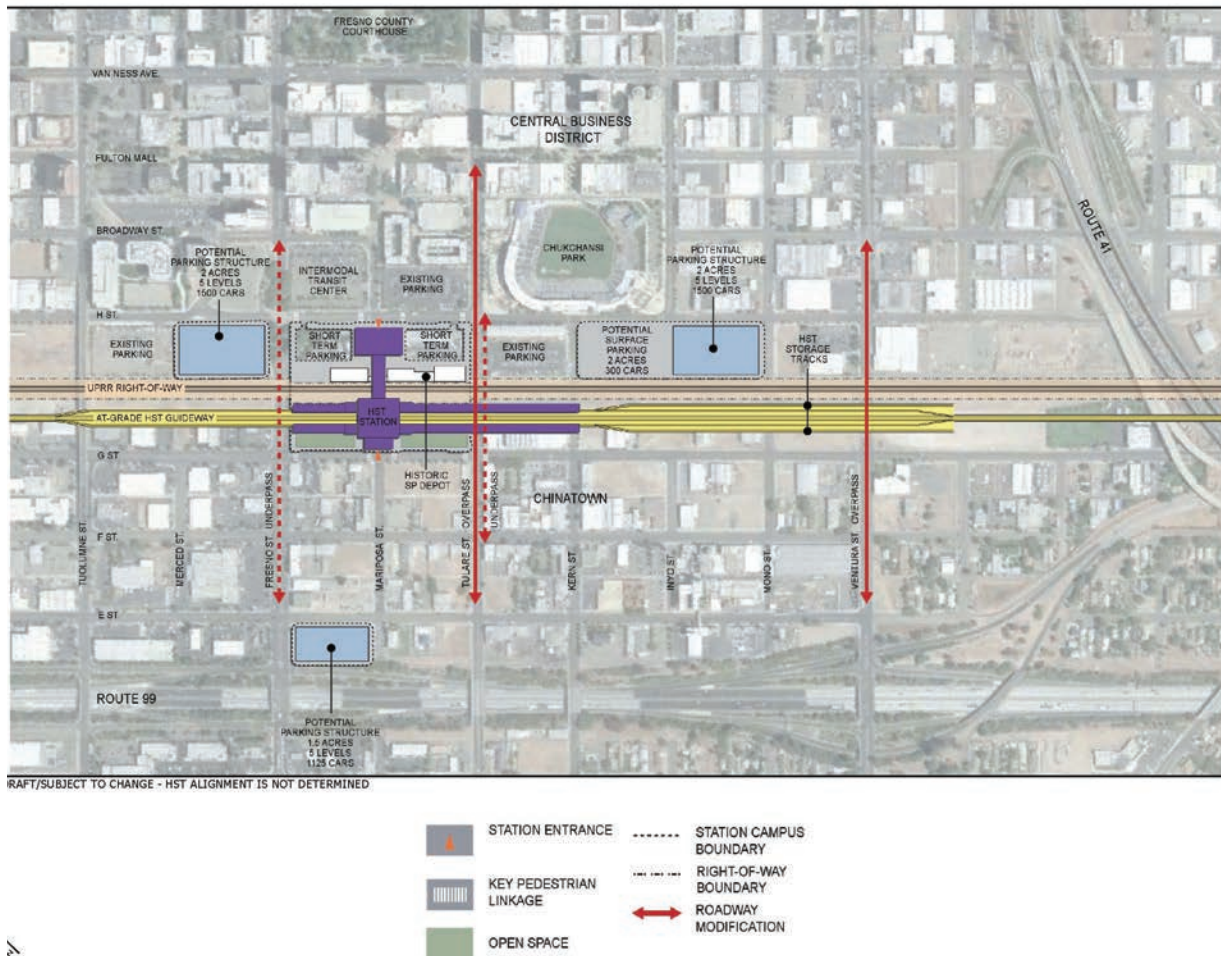 FRESNO COUNTY
COURTHOUSE
VAN NESS AVE.
CENTRAL BUSINESS
DISTRICT
FULTON MALL
ROUTE 41
BROADWAY ST.
POTENTIAL
PARKING STRUCTURE
2 ACRES
5 LEVELS
1500 CARS
INTERMODAL
TRANSIT
CENTER
EXISTING
PARKING
CHUKCHANSI
PARK
POTENTIAL
PARKING STRUCTURE
2 ACRES
5 LEVELS
1500 CARS
H ST.
EXISTING
PARKING
SHORT
TERM
PARKING
SHORT
TERM
PARKING
EXISTING
PARKING
POTENTIAL
SURFACE
PARKING
2 ACRES
300 CARS
HST
STORAGE
TRACKS
UPRR RIGHT-OF-WAY
AT-GRADE HST GUIDEWAY
HST
STATION
G ST.
HISTORIC
SP DEPOT
CHINATOWN
F ST.
TUOLUMNE ST.
MERCED ST.
FRESNO ST. UNDERPASS
MARIPOSA ST.
TULARE ST. OVERPASS
UNDERPASS
KERN ST.
INYO ST.
MONO ST.
VENTURA ST. OVERPASS
E ST.
ROUTE 99
POTENTIAL
PARKING STRUCTURE
1.5 ACRES
5 LEVELS
1125 CARS
RAFT/SUBJECT TO CHANGE - HST ALIGNMENT IS NOT DETERMINED
STATION ENTRANCE
KEY PEDESTRIAN
LINKAGE
OPEN SPACE
STATION CAMPUS
BOUNDARY
RIGHT-OF-WAY
BOUNDARY
ROADWAY
MODIFICATION